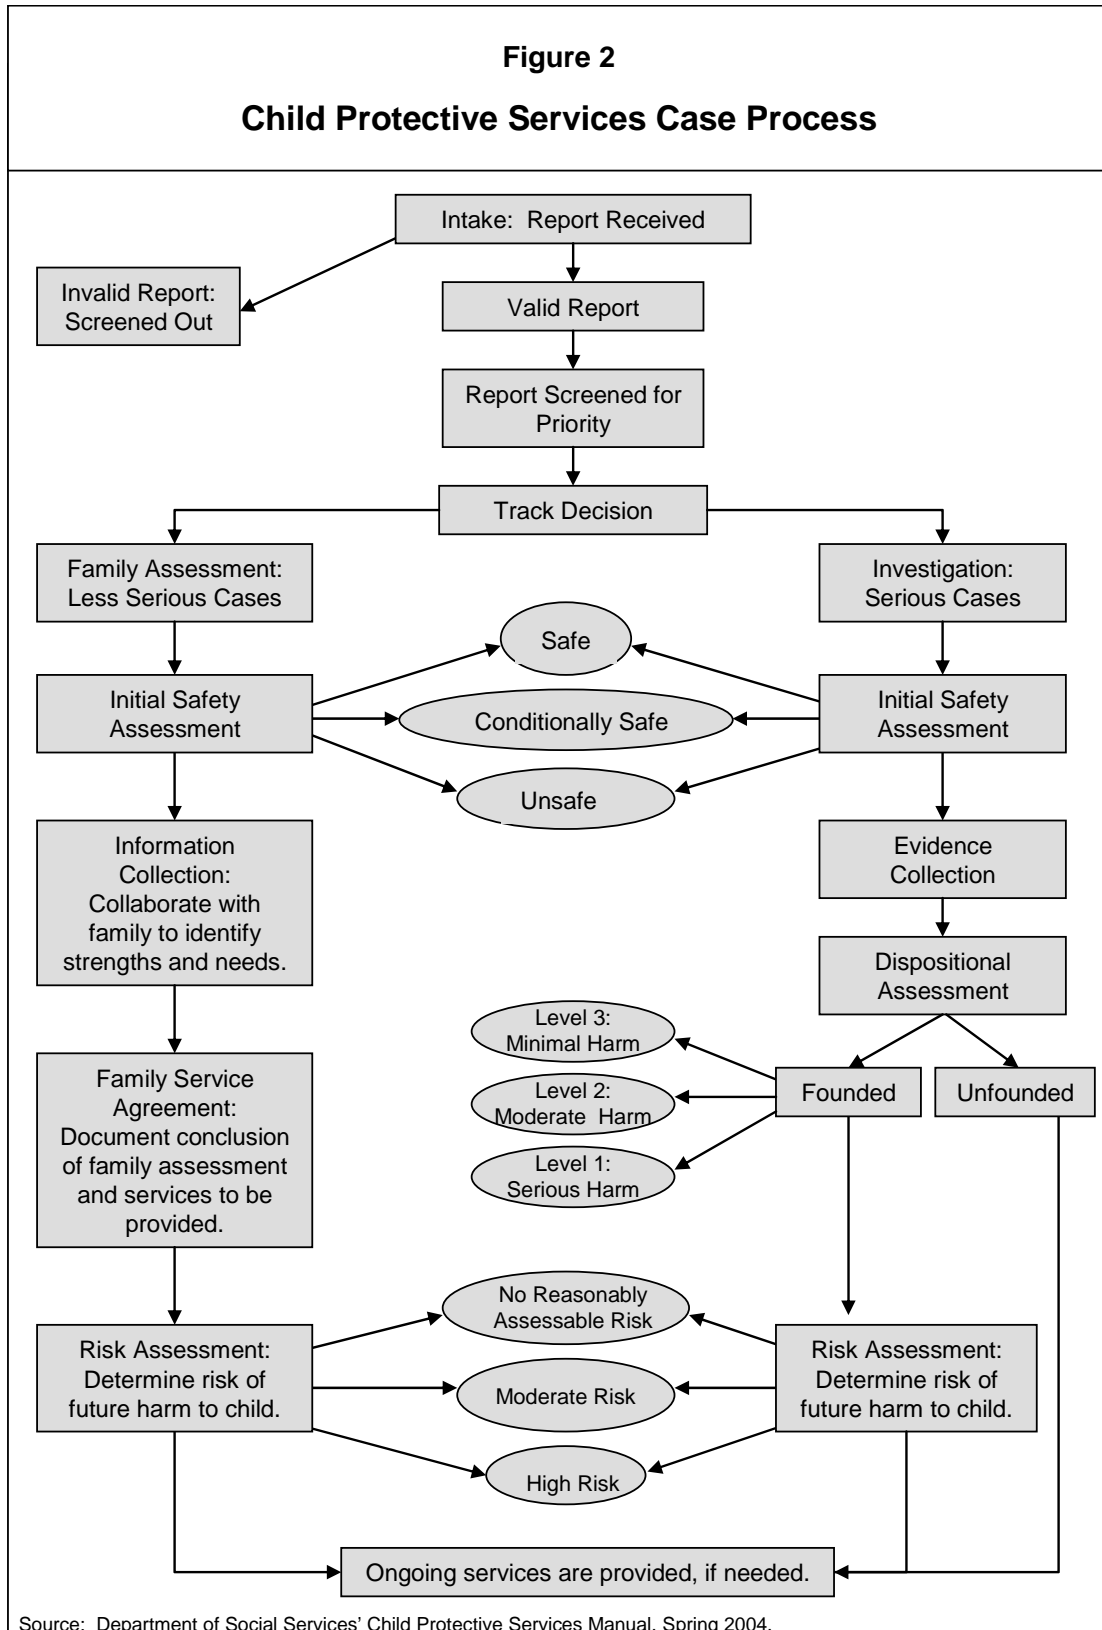 Figure 2
Child Protective Services Case Process
Intake:  Report Received
Invalid Report:
Screened Out
Valid Report
Report Screened for
Priority
Track Decision
Family Assessment:
Less Serious Cases
Investigation:
Serious Cases
Safe
Initial Safety
Assessment
Conditionally Safe
Initial Safety
Assessment
Unsafe
Information
Collection:
Collaborate with
family to identify
strengths and needs.
Evidence
Collection
Dispositional
Assessment
Level 3:
Minimal Harm
Family Service
Agreement:
Document conclusion
of family assessment
and services to be
provided.
Level 2:
Moderate  Harm
Founded
Unfounded
Level 1:
Serious Harm
No Reasonably
Assessable Risk
Risk Assessment:
Determine risk of
future harm to child.
Moderate Risk
Risk Assessment:
Determine risk of
future harm to child.
High Risk
Ongoing services are provided, if needed.
Source:  Department of Social Services' Child Protective Services Manual, Spring 2004.